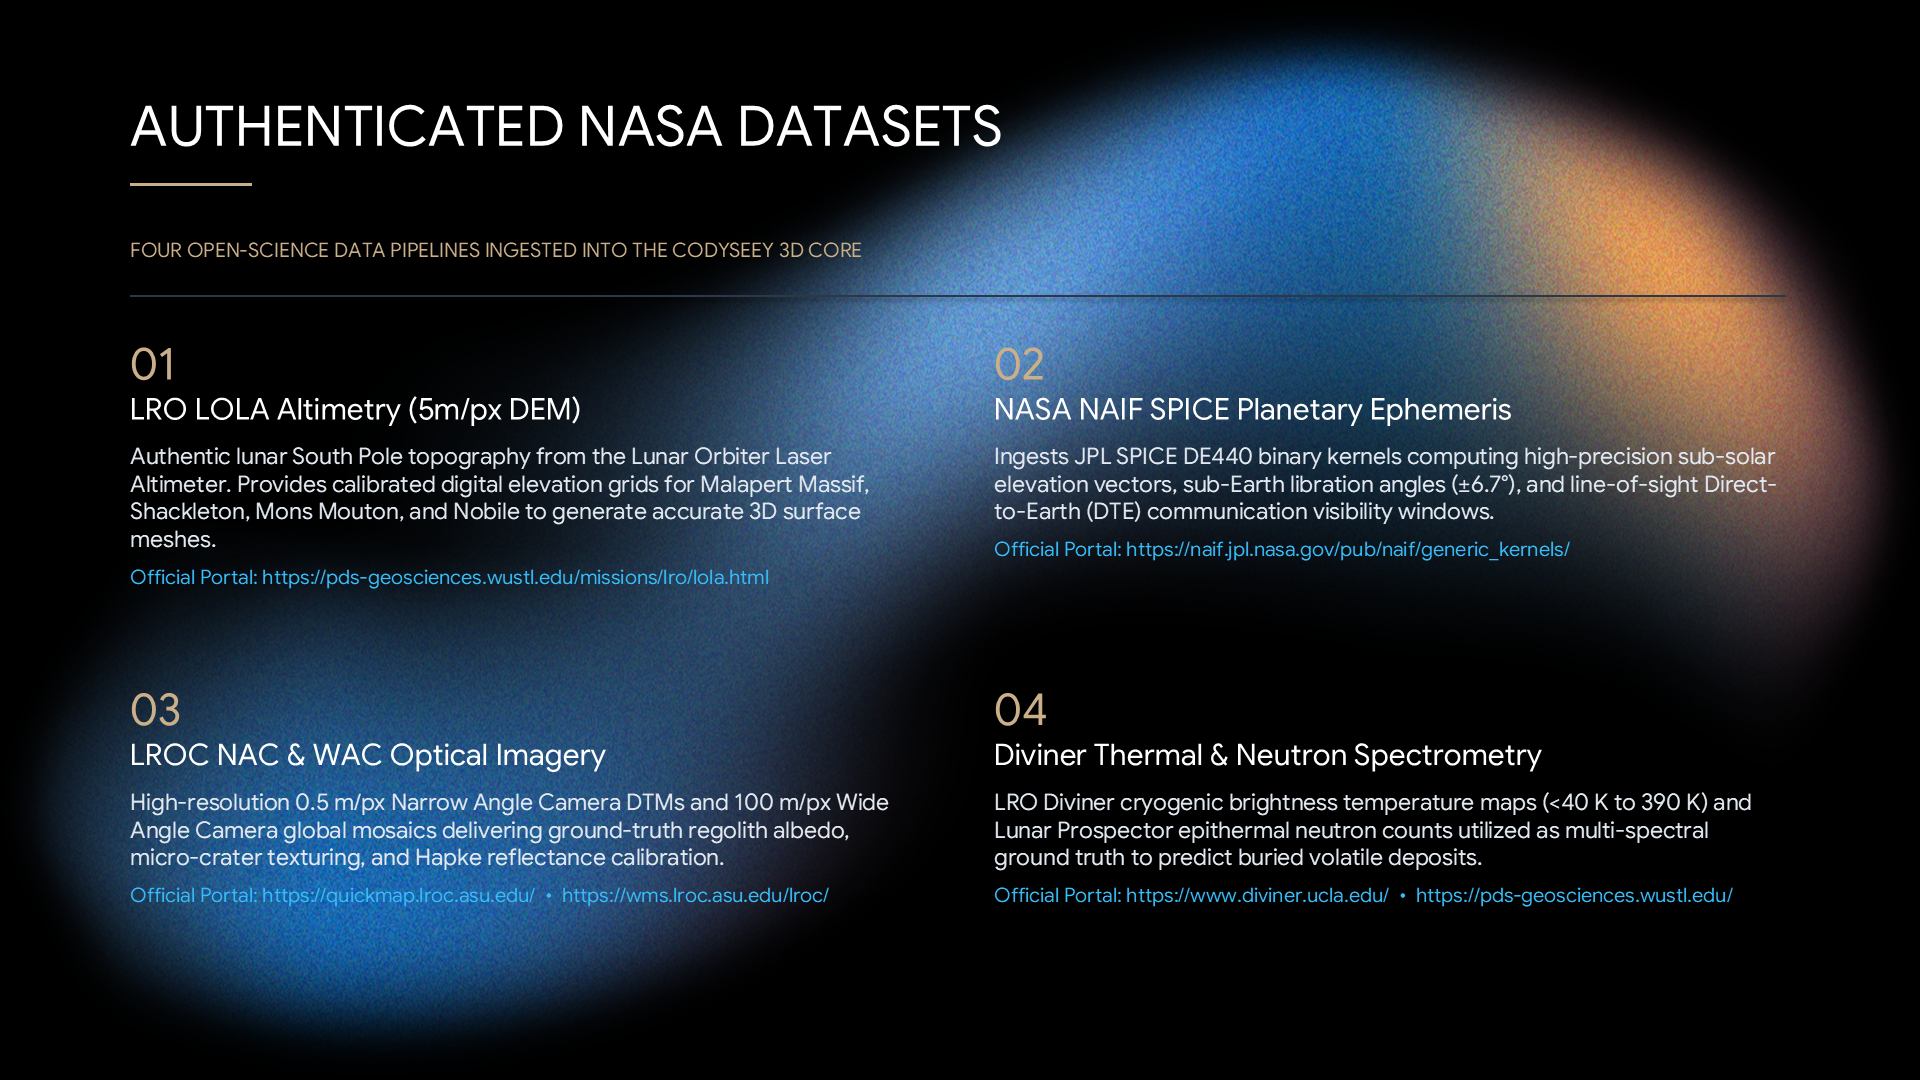 AUTHENTICATED NASA DATASETS
FOUR OPEN-SCIENCE DATA PIPELINES INGESTED INTO THE CODYSEEY 3D CORE
01
LRO LOLA Altimetry (5m/px DEM)
Authentic lunar South Pole topography from the Lunar Orbiter Laser
Altimeter. Provides calibrated digital elevation grids for Malapert Massif,
Shackleton, Mons Mouton, and Nobile to generate accurate 3D surface
meshes.
Official Portal: https://pds-geosciences.wustl.edu/missions/lro/lola.html
02
NASA NAIF SPICE Planetary Ephemeris
Ingests JPL SPICE DE440 binary kernels computing high-precision sub-solar
elevation vectors, sub-Earth libration angles (±6.7°), and line-of-sight Direct-
to-Earth (DTE) communication visibility windows.
Official Portal: https://naif.jpl.nasa.gov/pub/naif/generic_kernels/
03
LROC NAC & WAC Optical Imagery
High-resolution 0.5 m/px Narrow Angle Camera DTMs and 100 m/px Wide
Angle Camera global mosaics delivering ground-truth regolith albedo,
micro-crater texturing, and Hapke reflectance calibration.
Official Portal: https://quickmap.lroc.asu.edu/ • https://wms.lroc.asu.edu/lroc/
04
Diviner Thermal & Neutron Spectrometry
LRO Diviner cryogenic brightness temperature maps (<40 K to 390 K) and
Lunar Prospector epithermal neutron counts utilized as multi-spectral
ground truth to predict buried volatile deposits.
Official Portal: https://www.diviner.ucla.edu/ • https://pds-geosciences.wustl.edu/